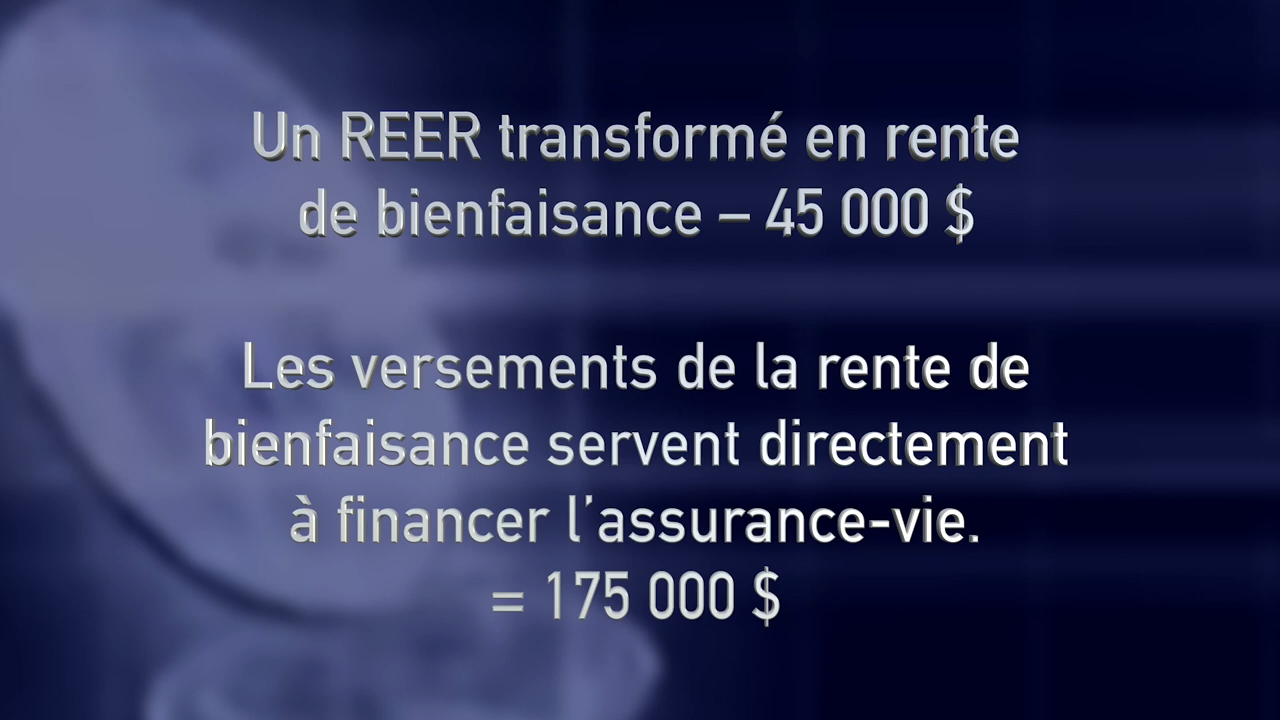 Un REER transformé en rente
de bienfaisance – 45 000 $
Les versements de la rente de
bienfaisance servent directement
à financer l'assurance-vie.
= 175 000 $